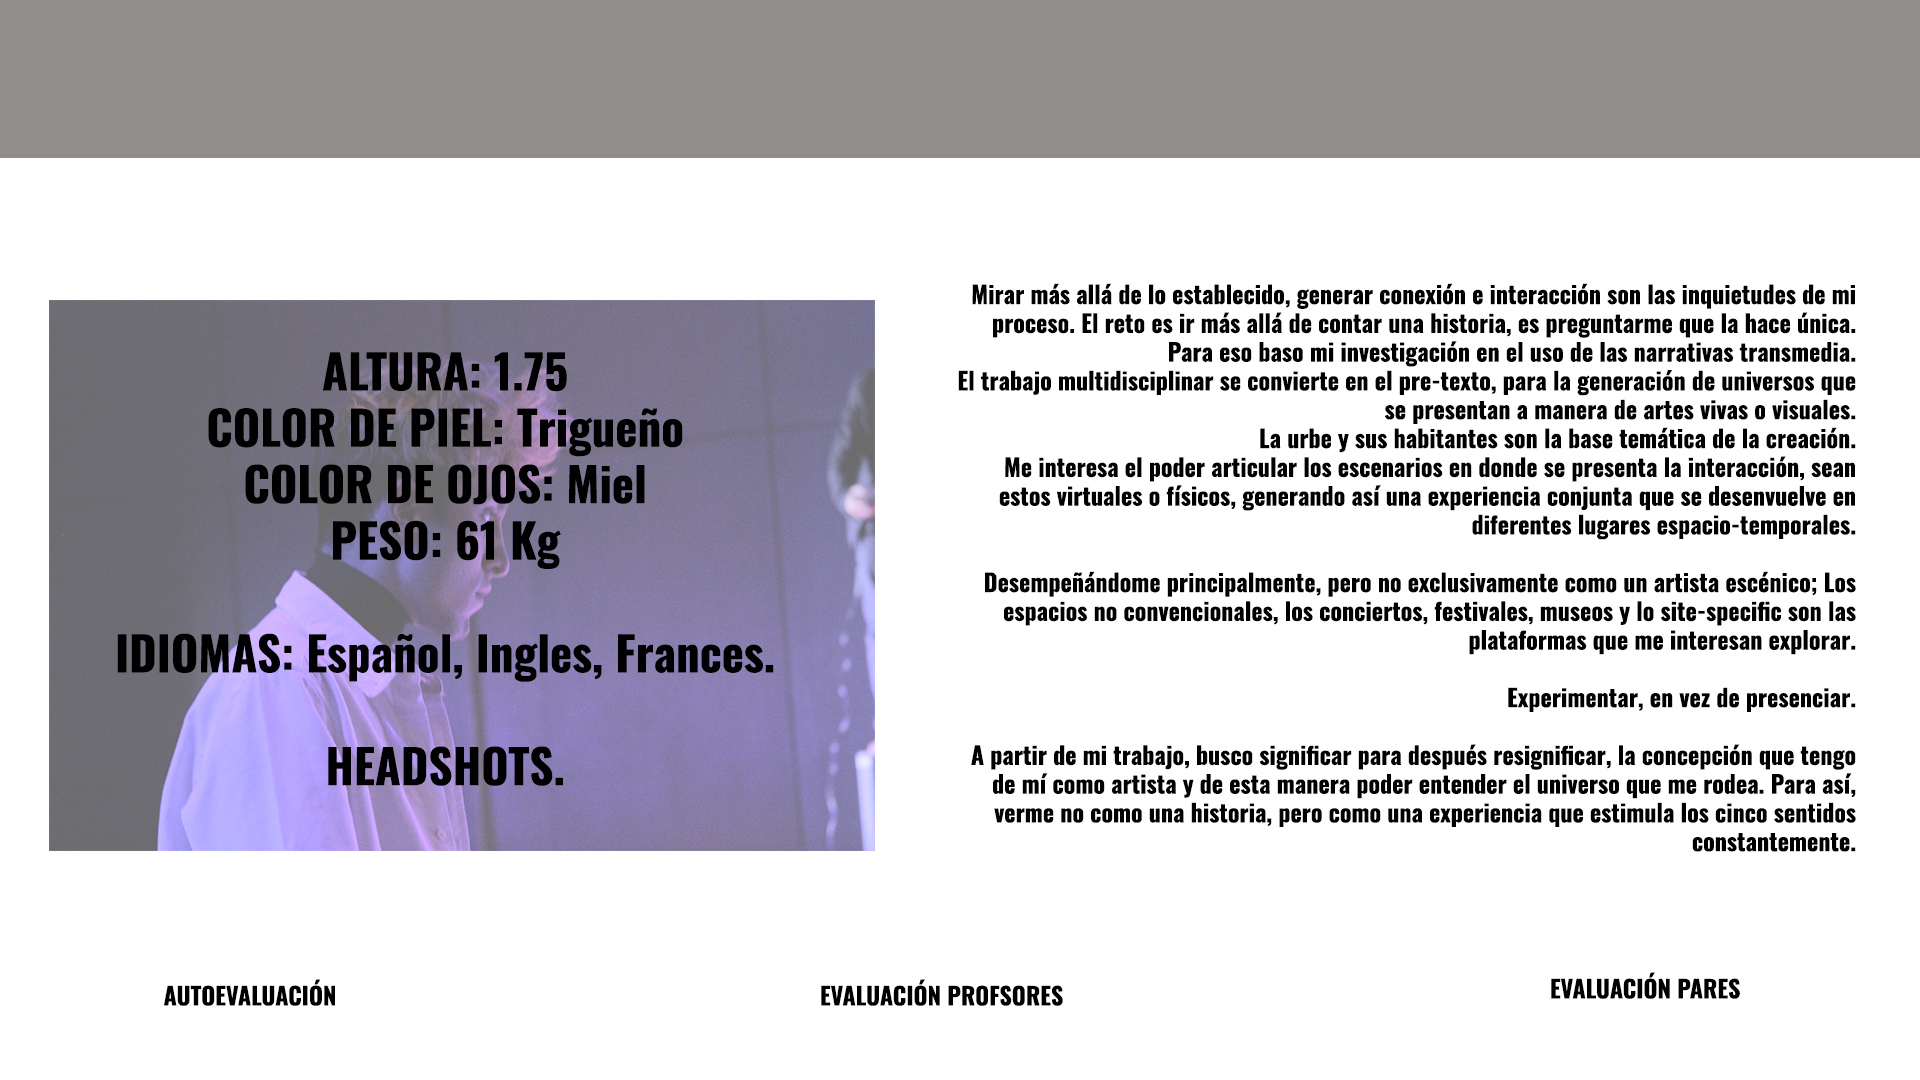 ALTURA: 1.75
COLOR DE PIEL: Trigueño
COLOR DE OJOS: Miel
PESO: 61 Kg
IDIOMAS: Español, Ingles, Frances.
HEADSHOTS.
Mirar más allá de lo establecido, generar conexión e interacción son las inquietudes de mi
proceso. El reto es ir más allá de contar una historia, es preguntarme que la hace única.
Para eso baso mi investigación en el uso de las narrativas transmedia.
El trabajo multidisciplinar se convierte en el pre-texto, para la generación de universos que
se presentan a manera de artes vivas o visuales.
La urbe y sus habitantes son la base temática de la creación.
Me interesa el poder articular los escenarios en donde se presenta la interacción, sean
estos virtuales o físicos, generando así una experiencia conjunta que se desenvuelve en
diferentes lugares espacio-temporales.
Desempeñándome principalmente, pero no exclusivamente como un artista escénico; Los
espacios no convencionales, los conciertos, festivales, museos y lo site-specific son las
plataformas que me interesan explorar.
Experimentar, en vez de presenciar.
A partir de mi trabajo, busco significar para después resignificar, la concepción que tengo
de mí como artista y de esta manera poder entender el universo que me rodea. Para así,
verme no como una historia, pero como una experiencia que estimula los cinco sentidos
constantemente.
AUTOEVALUACIÓN
EVALUACIÓN PROFSORES
EVALUACIÓN PARES